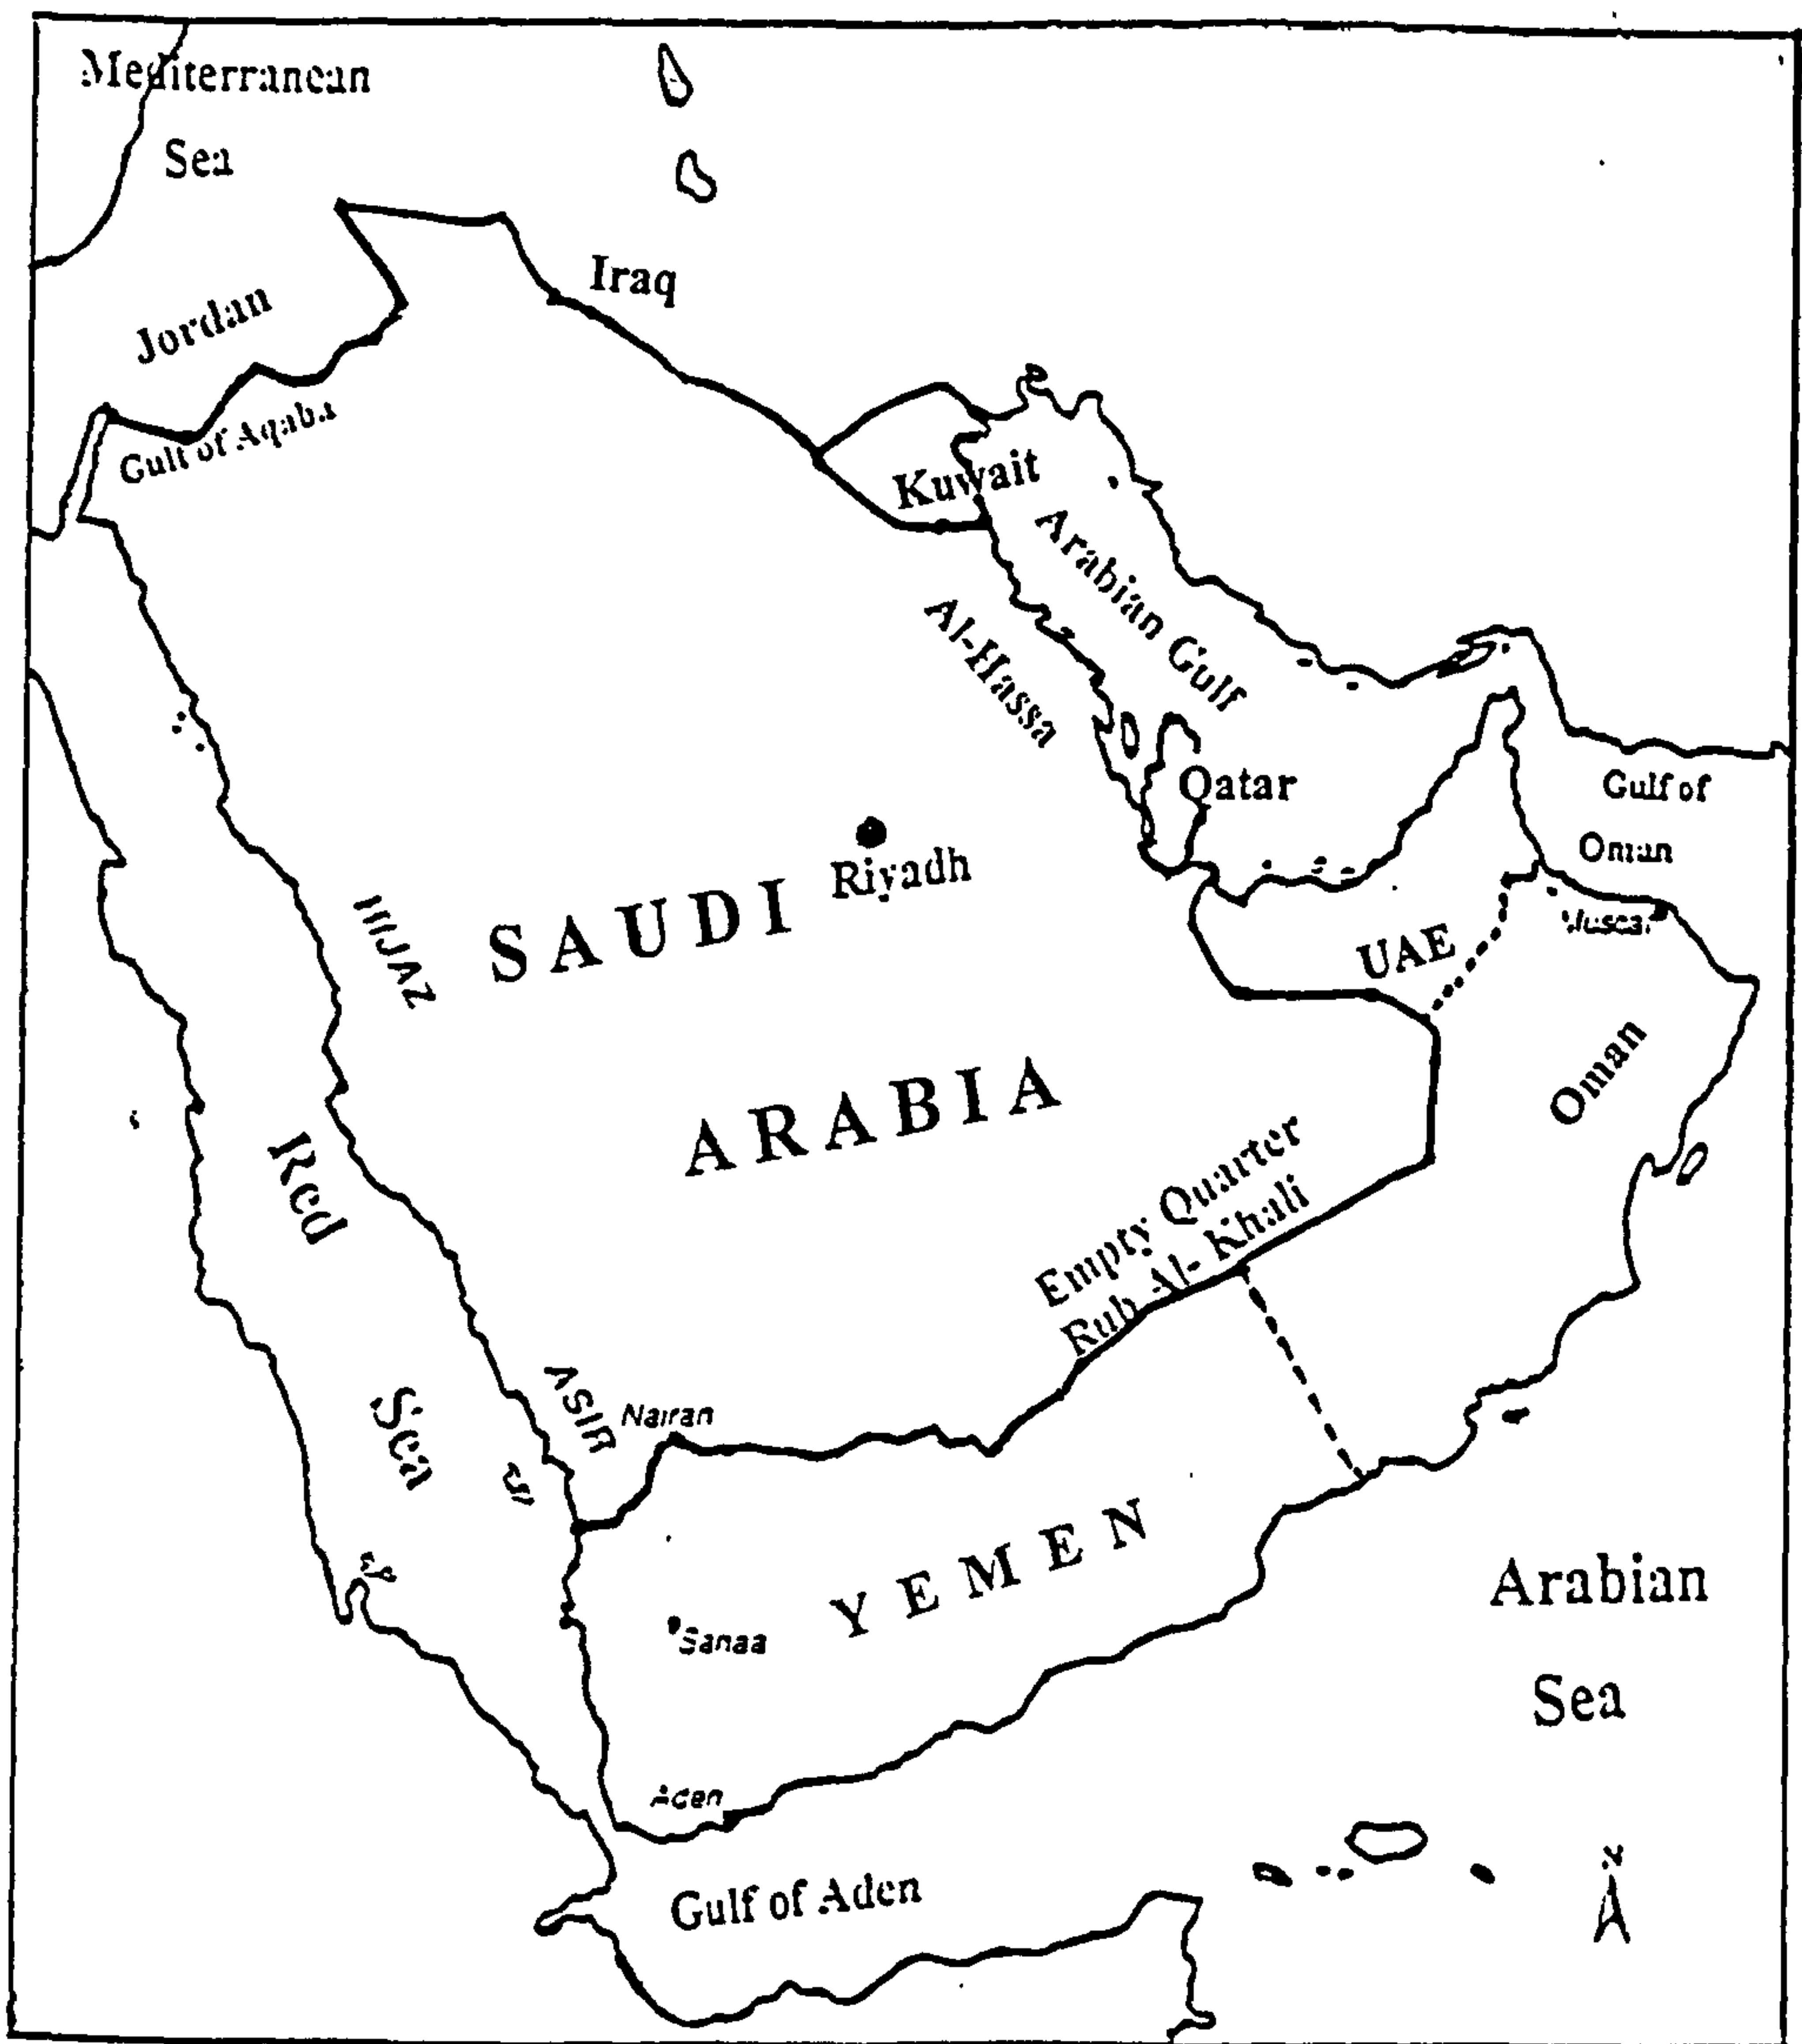 Mediterranean
Sea
Iraq
Jordan
Gulf of Aqaba
Kuwait
Arabian Gulf
Al-Hassa
Qatar
Gulf of
Oman
Riyadh
HIJAZ
SAUDI
UAE
Muscat
ARABIA
Oman
Red
Sea
Empty Quarter
Rub Al-Khali
ASIR
Najran
YEMEN
Sanaa
Arabian
Sea
Aden
Gulf of Aden
N